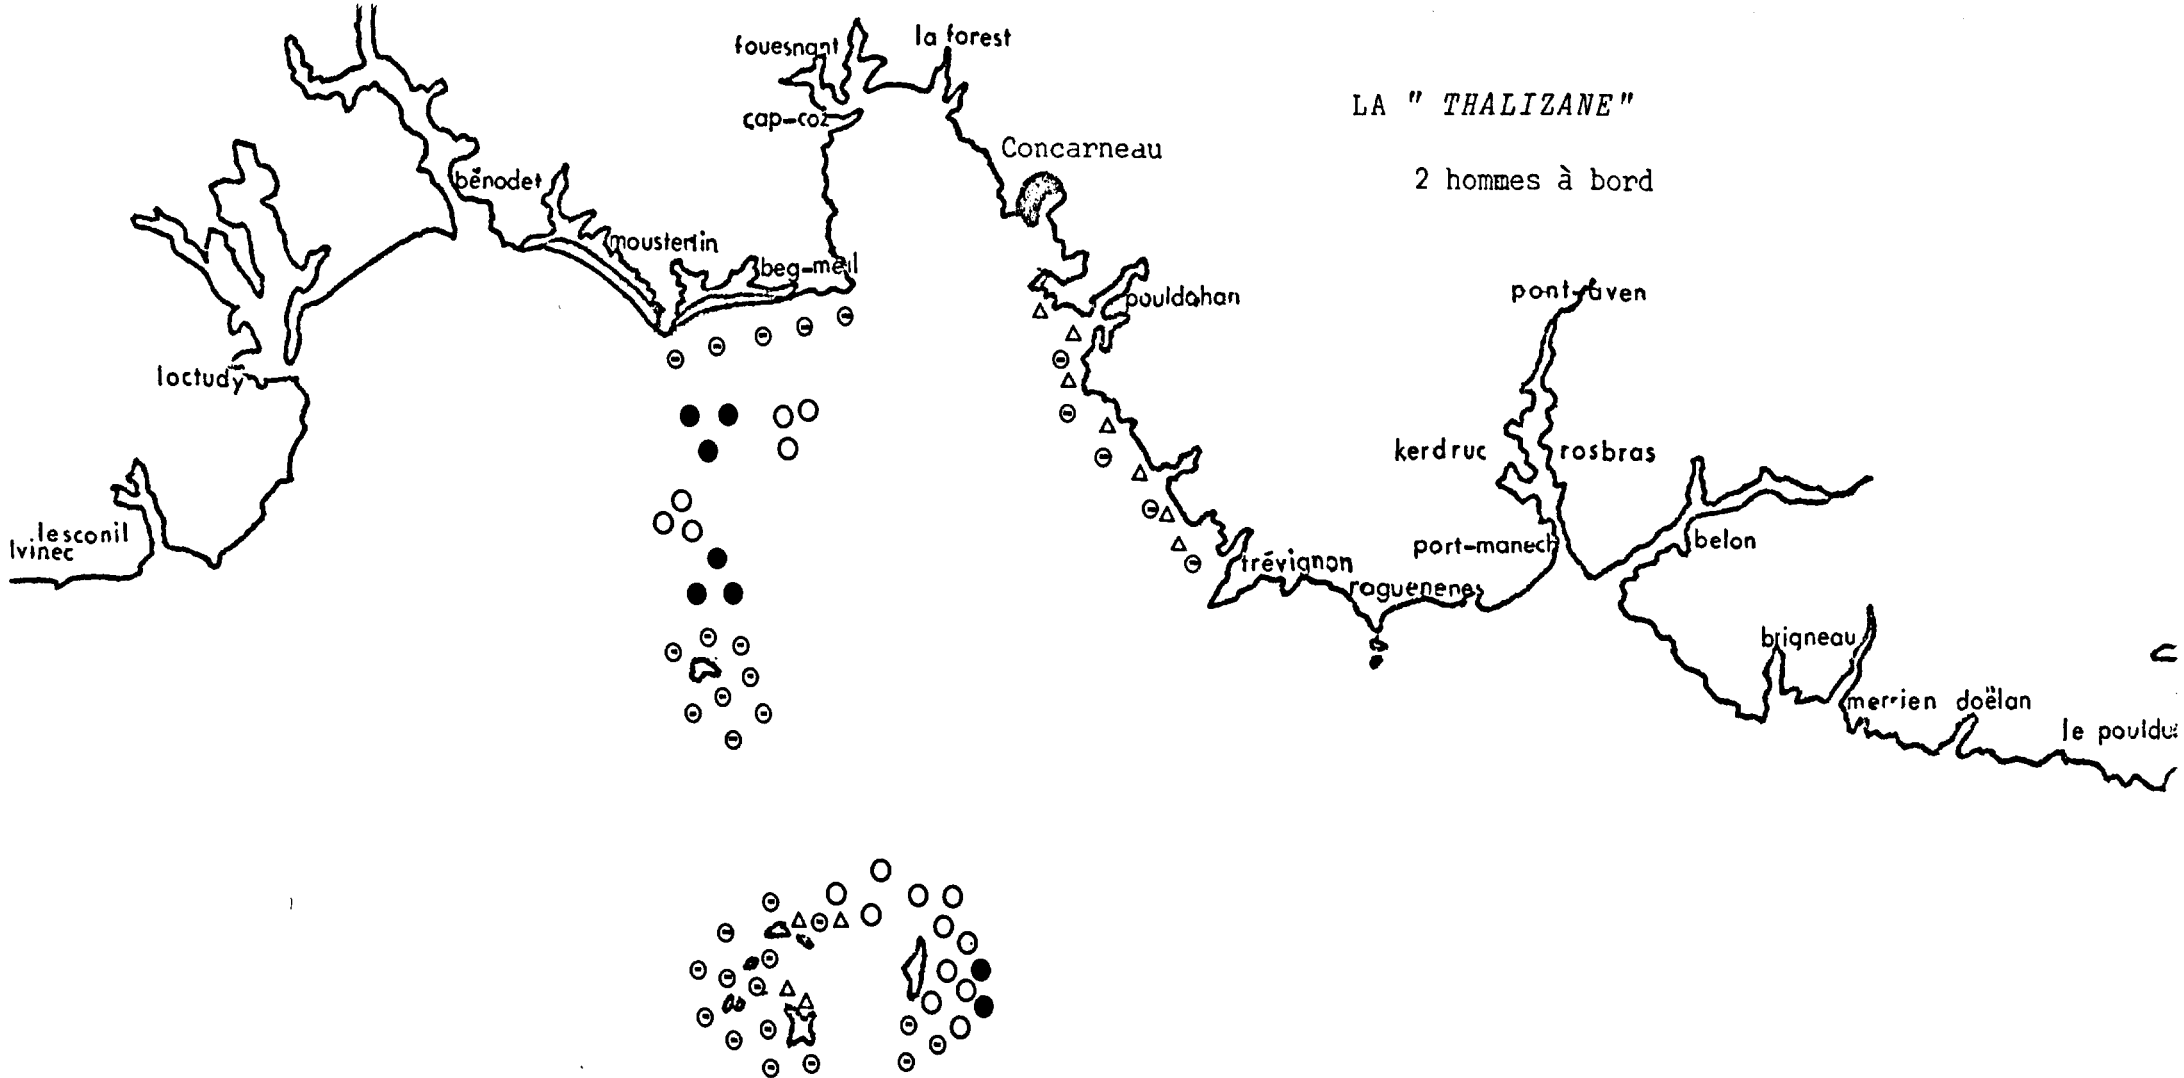 fouesnant
la forest
LA " THALIZANE"
cap-coz
Concarneau
2 hommes à bord
bénodet
mousterlin
beg-meil
pouldohan
pont-aven
loctudy
kerdruc
rosbras
lesconil
lvinec
port-manech
belon
trévignon
raguenenes
brigneau
merrien
doëlan
le pouldu